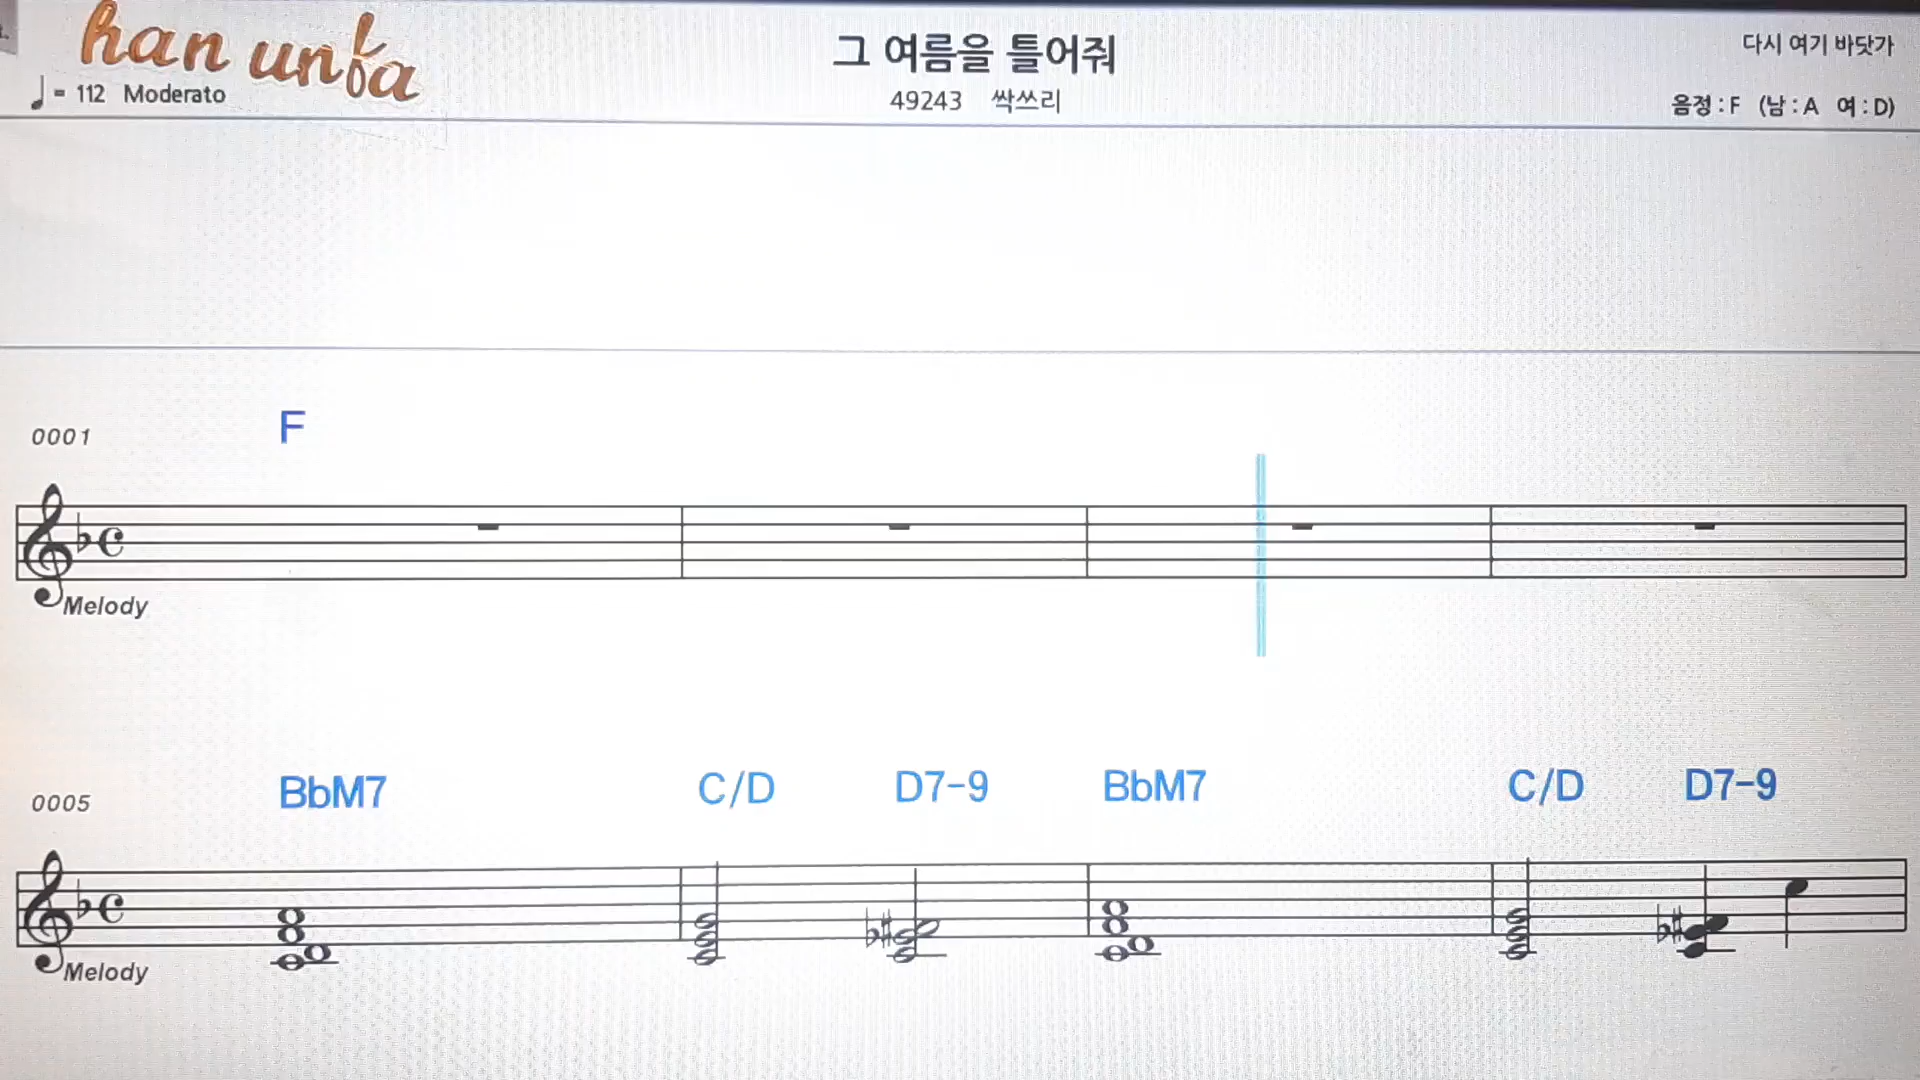 han unfa
♩= 112 Moderato
그 여름을 틀어줘
49243 싹쓰리
다시 여기 바닷가
음정 : F (남 : A 여 : D)
0001 F
Melody
0005 BbM7 C/D D7-9 BbM7 C/D D7-9
Melody